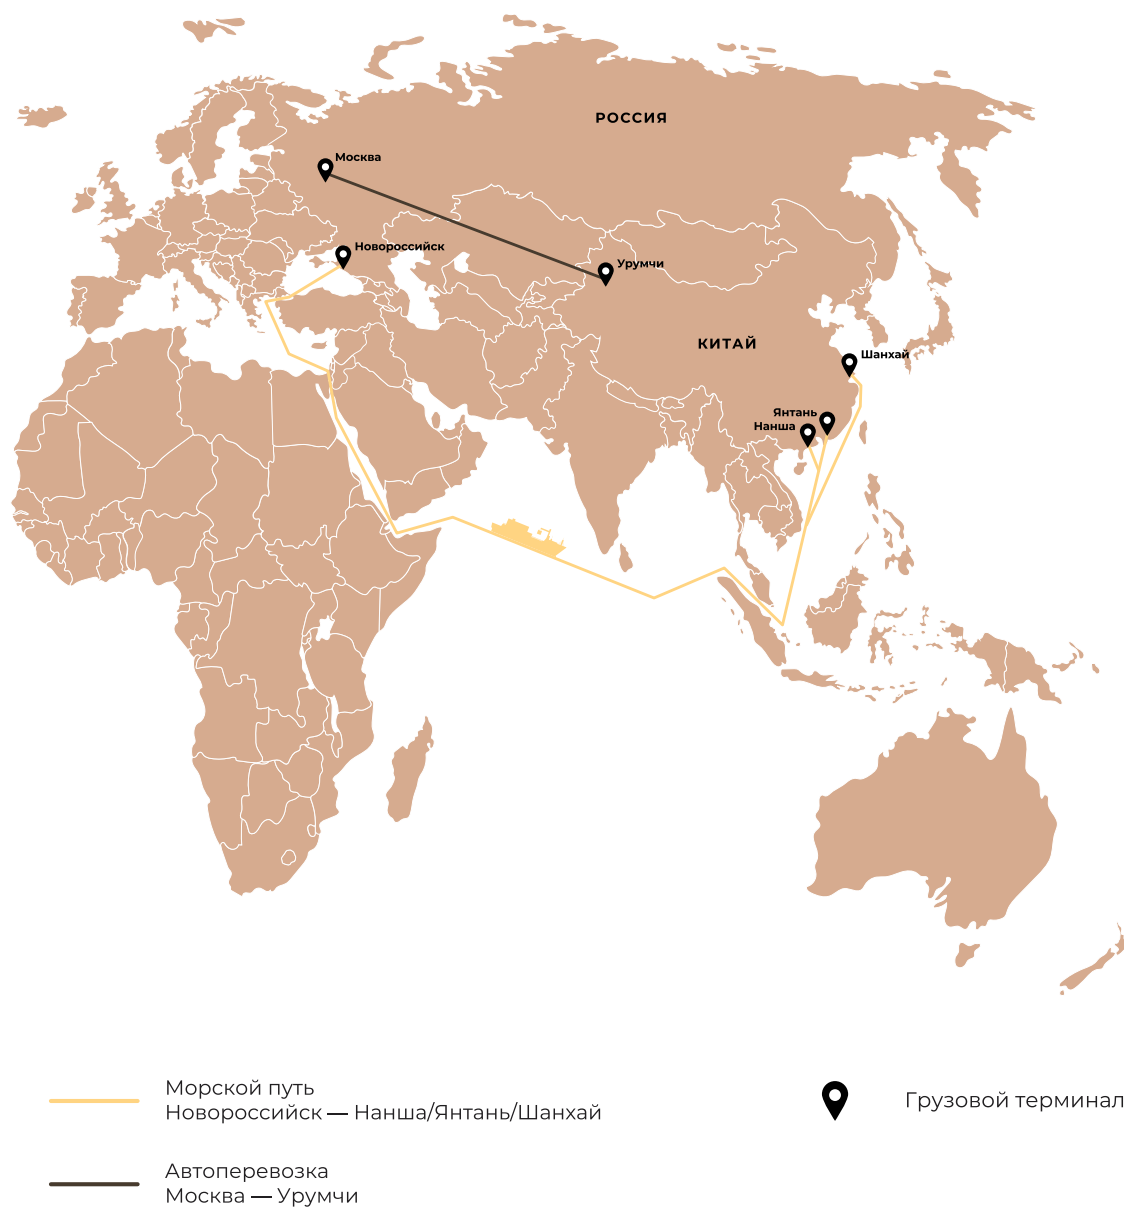 РОССИЯ
Москва
Новороссийск
Урумчи
КИТАЙ
Шанхай
Янтань
Нанша
Морской путь
Новороссийск — Нанша/Янтань/Шанхай
Грузовой терминал
Автоперевозка
Москва — Урумчи